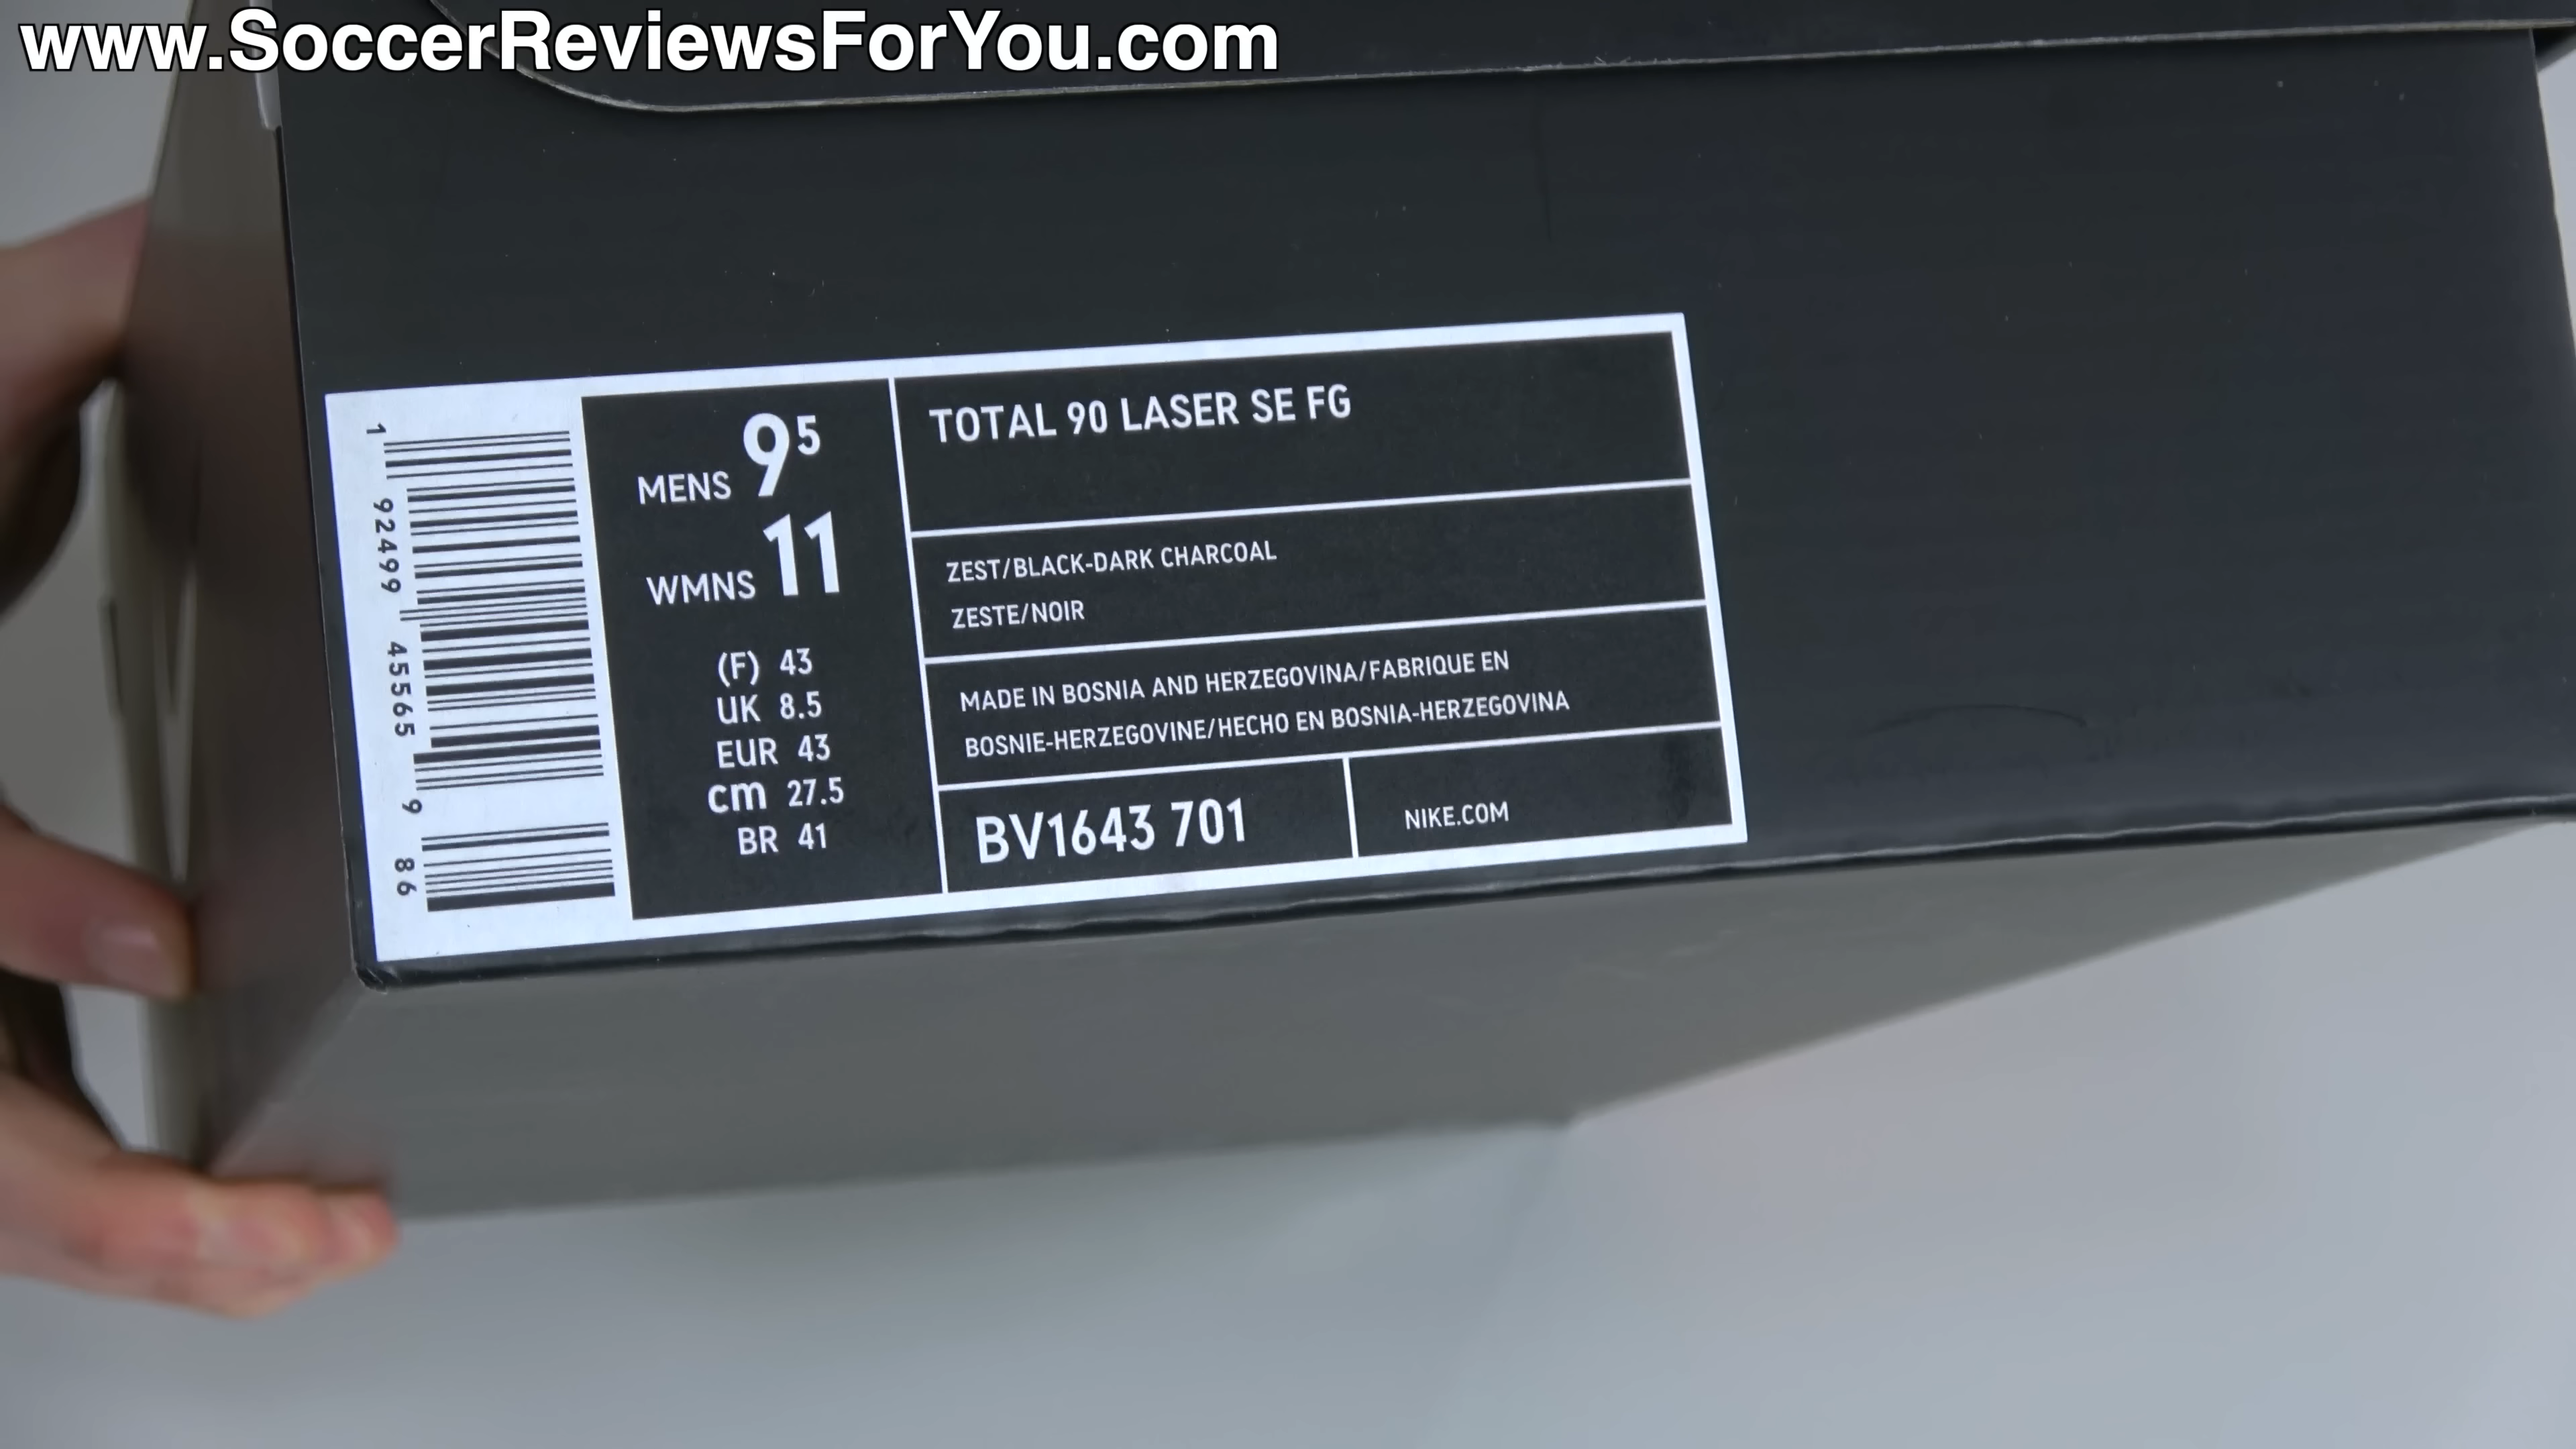 www.SoccerReviewsForYou.com
1 92499 45565 9 86
MENS 9⁵
WMNS 11
(F) 43
UK 8.5
EUR 43
cm 27.5
BR 41
TOTAL 90 LASER SE FG
ZEST/BLACK-DARK CHARCOAL
ZESTE/NOIR
MADE IN BOSNIA AND HERZEGOVINA/FABRIQUE EN
BOSNIE-HERZEGOVINE/HECHO EN BOSNIA-HERZEGOVINA
BV1643 701
NIKE.COM